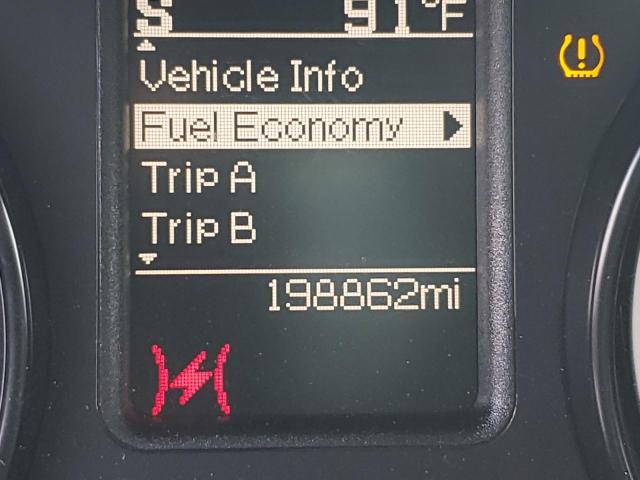 S 91°F
Vehicle Info
Fuel Economy
Trip A
Trip B
198862mi